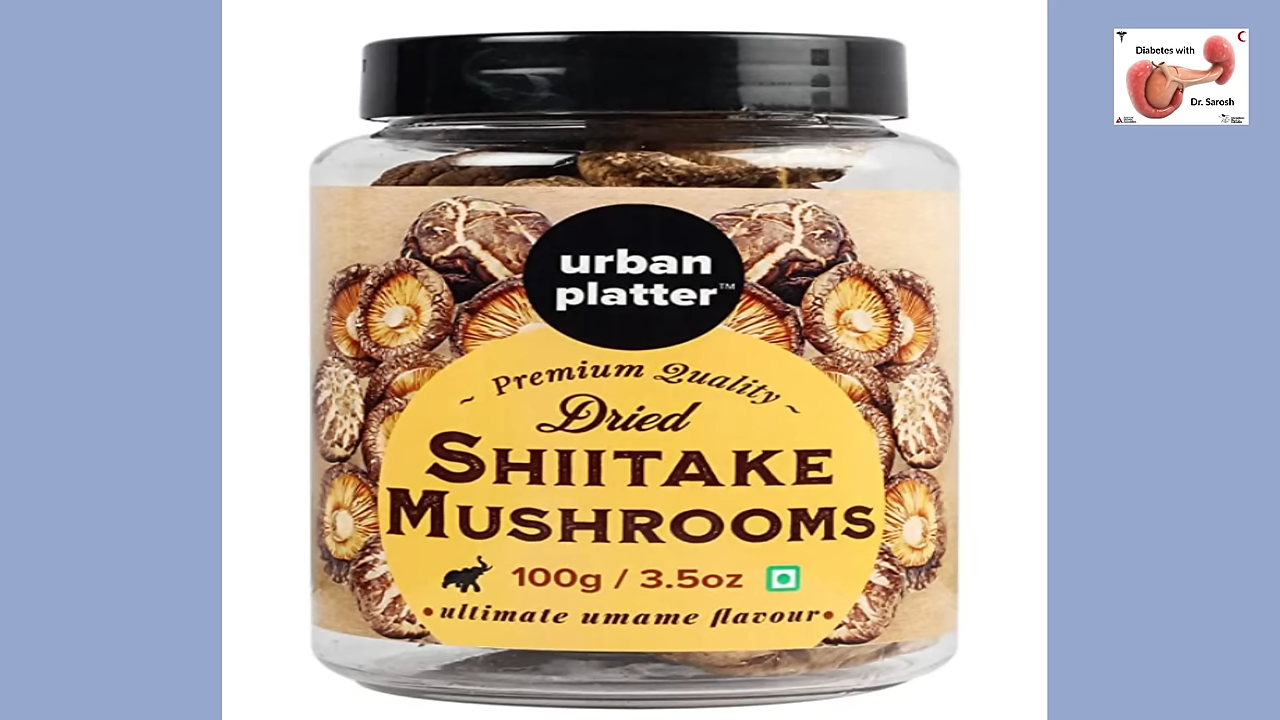 urban
platter™
~ Premium Quality ~
Dried
SHIITAKE
MUSHROOMS
100g / 3.5oz
•ultimate umame flavour•
Diabetes with
Dr. Sarosh